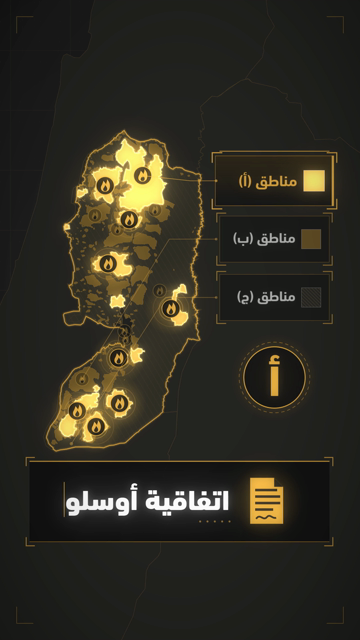 مناطق (أ)
مناطق (ب)
مناطق (ج)
أ
اتفاقية أوسلو